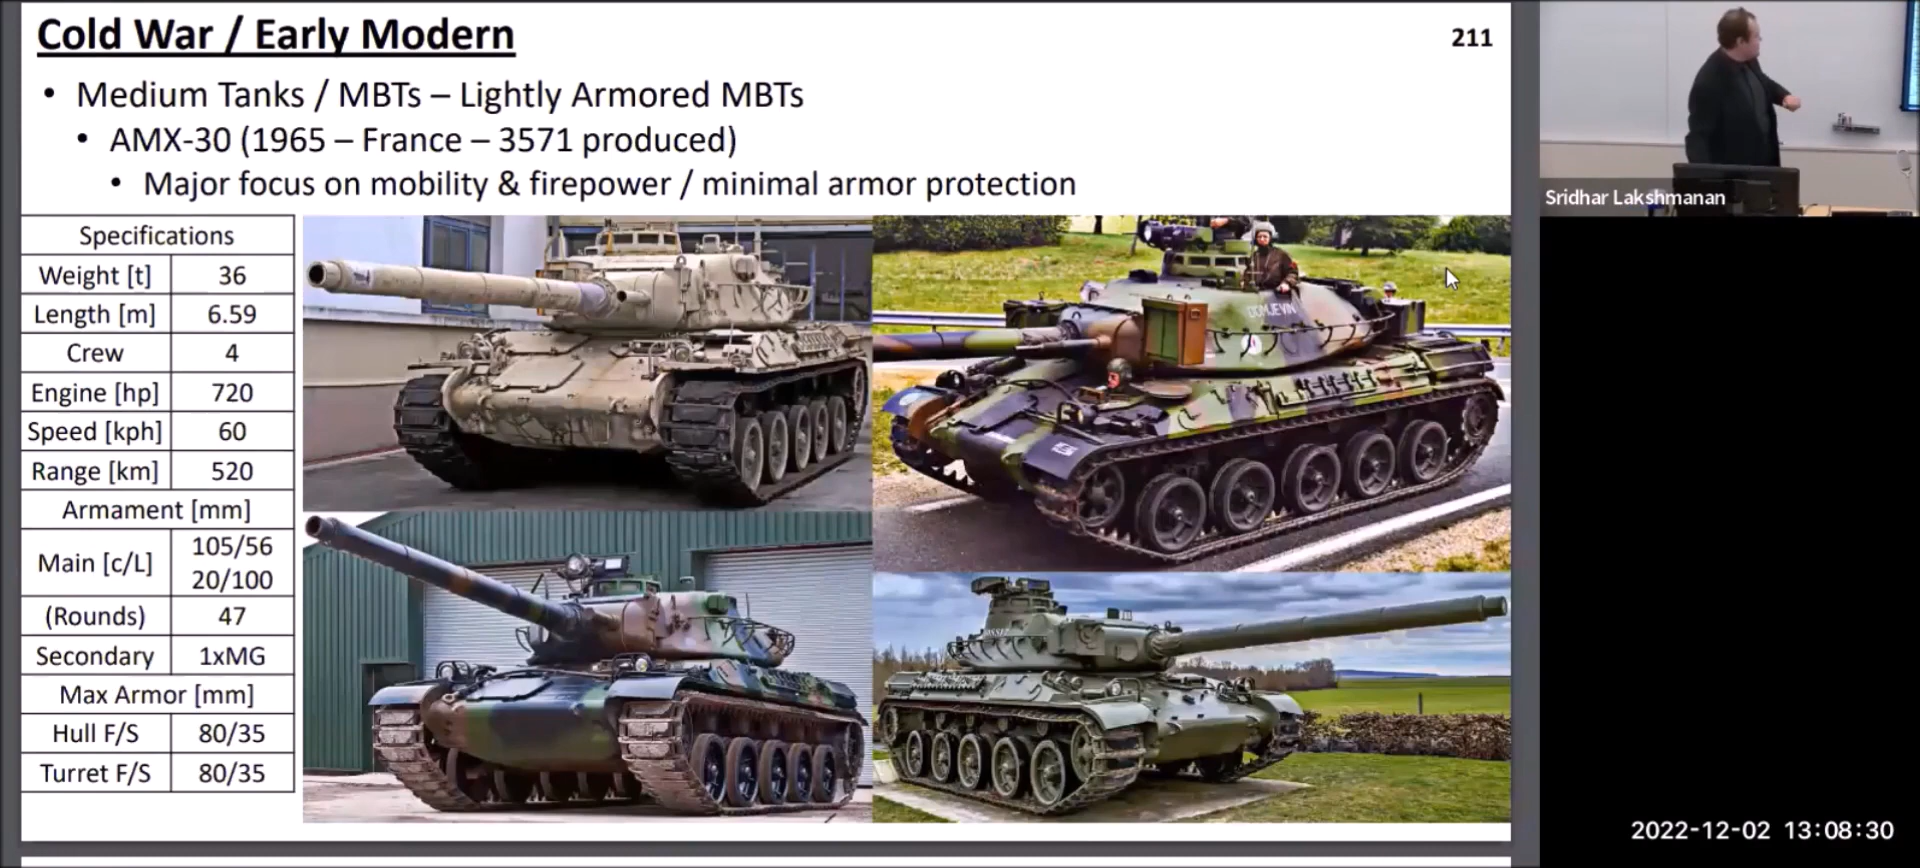 Cold War / Early Modern
211
• Medium Tanks / MBTs – Lightly Armored MBTs
• AMX-30 (1965 – France – 3571 produced)
• Major focus on mobility & firepower / minimal armor protection
Specifications
Weight [t] 36
Length [m] 6.59
Crew 4
Engine [hp] 720
Speed [kph] 60
Range [km] 520
Armament [mm]
Main [c/L] 105/56
20/100
(Rounds) 47
Secondary 1xMG
Max Armor [mm]
Hull F/S 80/35
Turret F/S 80/35
Sridhar Lakshmanan
2022-12-02 13:08:30